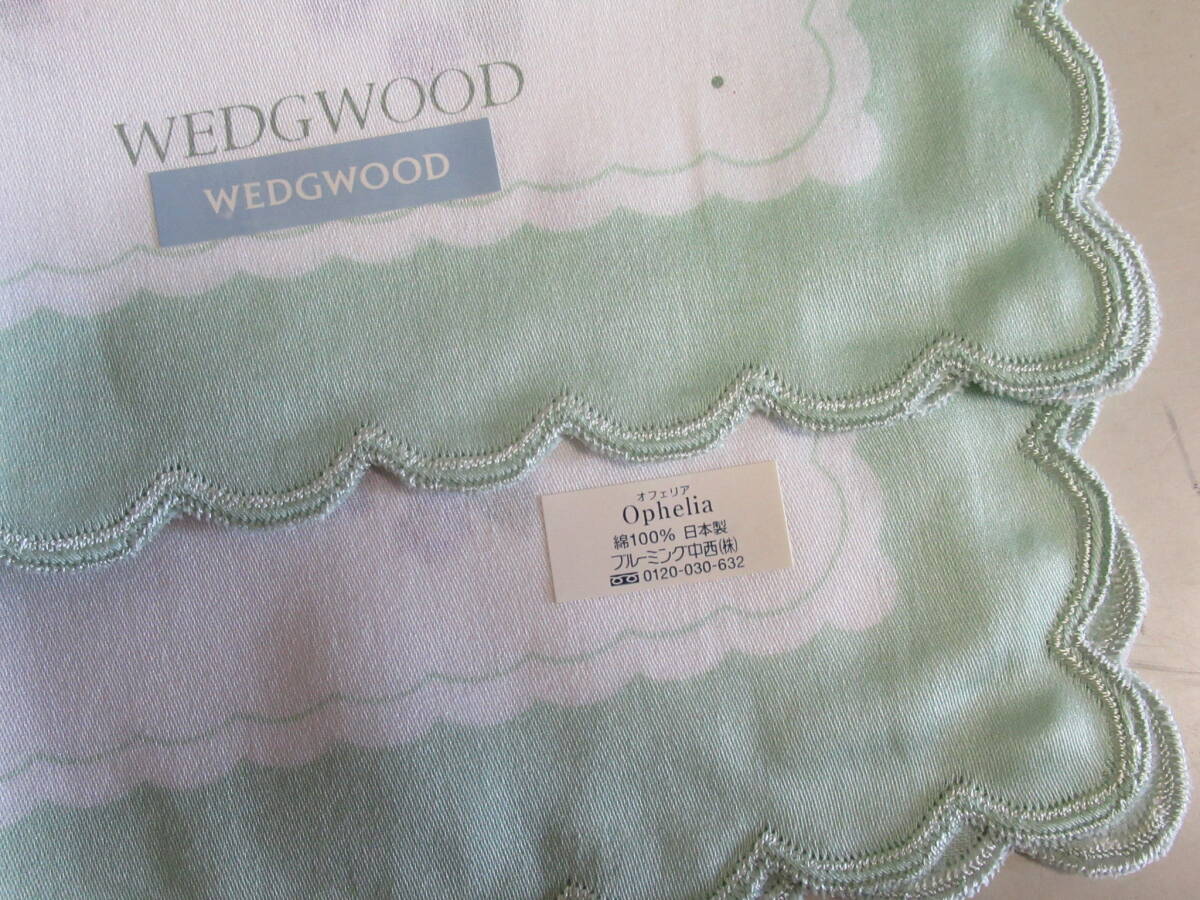 WEDGWOOD
WEDGWOOD
オフェリア
Ophelia
綿100% 日本製
ブルーミング中西(株)
0120-030-632